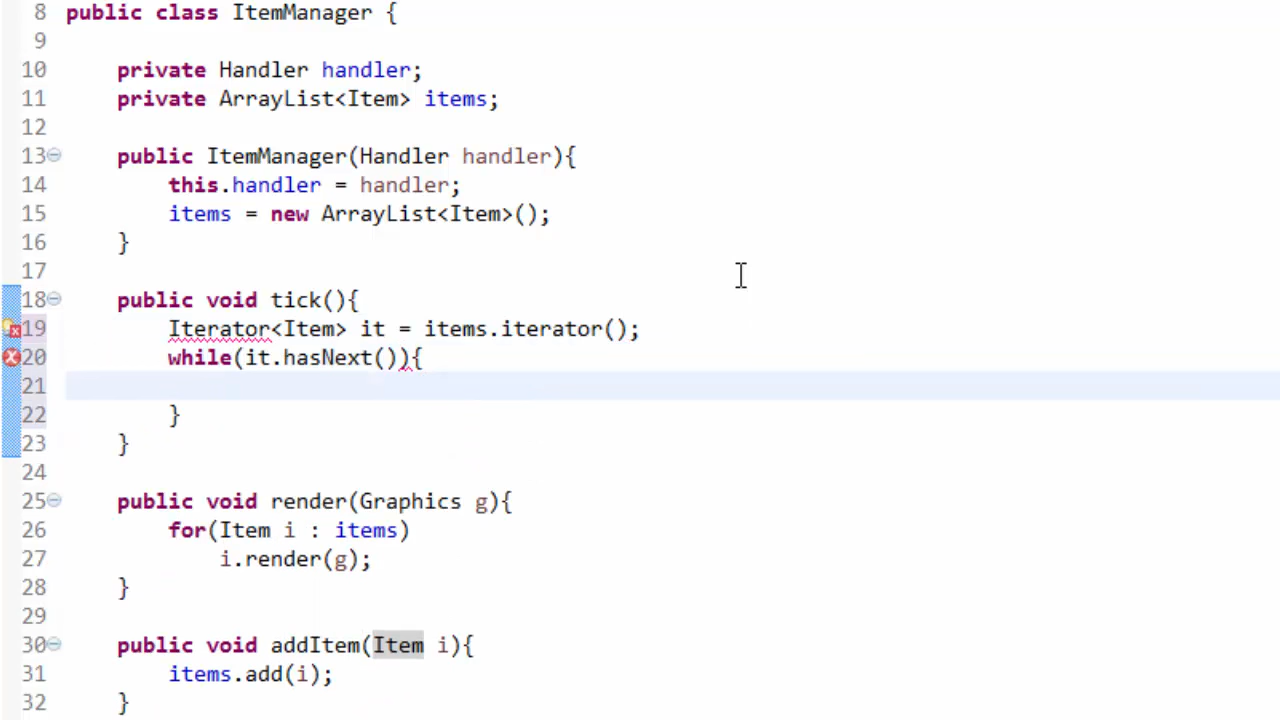 8 public class ItemManager {
9
10     private Handler handler;
11     private ArrayList<Item> items;
12
13     public ItemManager(Handler handler){
14         this.handler = handler;
15         items = new ArrayList<Item>();
16     }
17
18     public void tick(){
19         Iterator<Item> it = items.iterator();
20         while(it.hasNext()){
21
22         }
23     }
24
25     public void render(Graphics g){
26         for(Item i : items)
27             i.render(g);
28     }
29
30     public void addItem(Item i){
31         items.add(i);
32     }